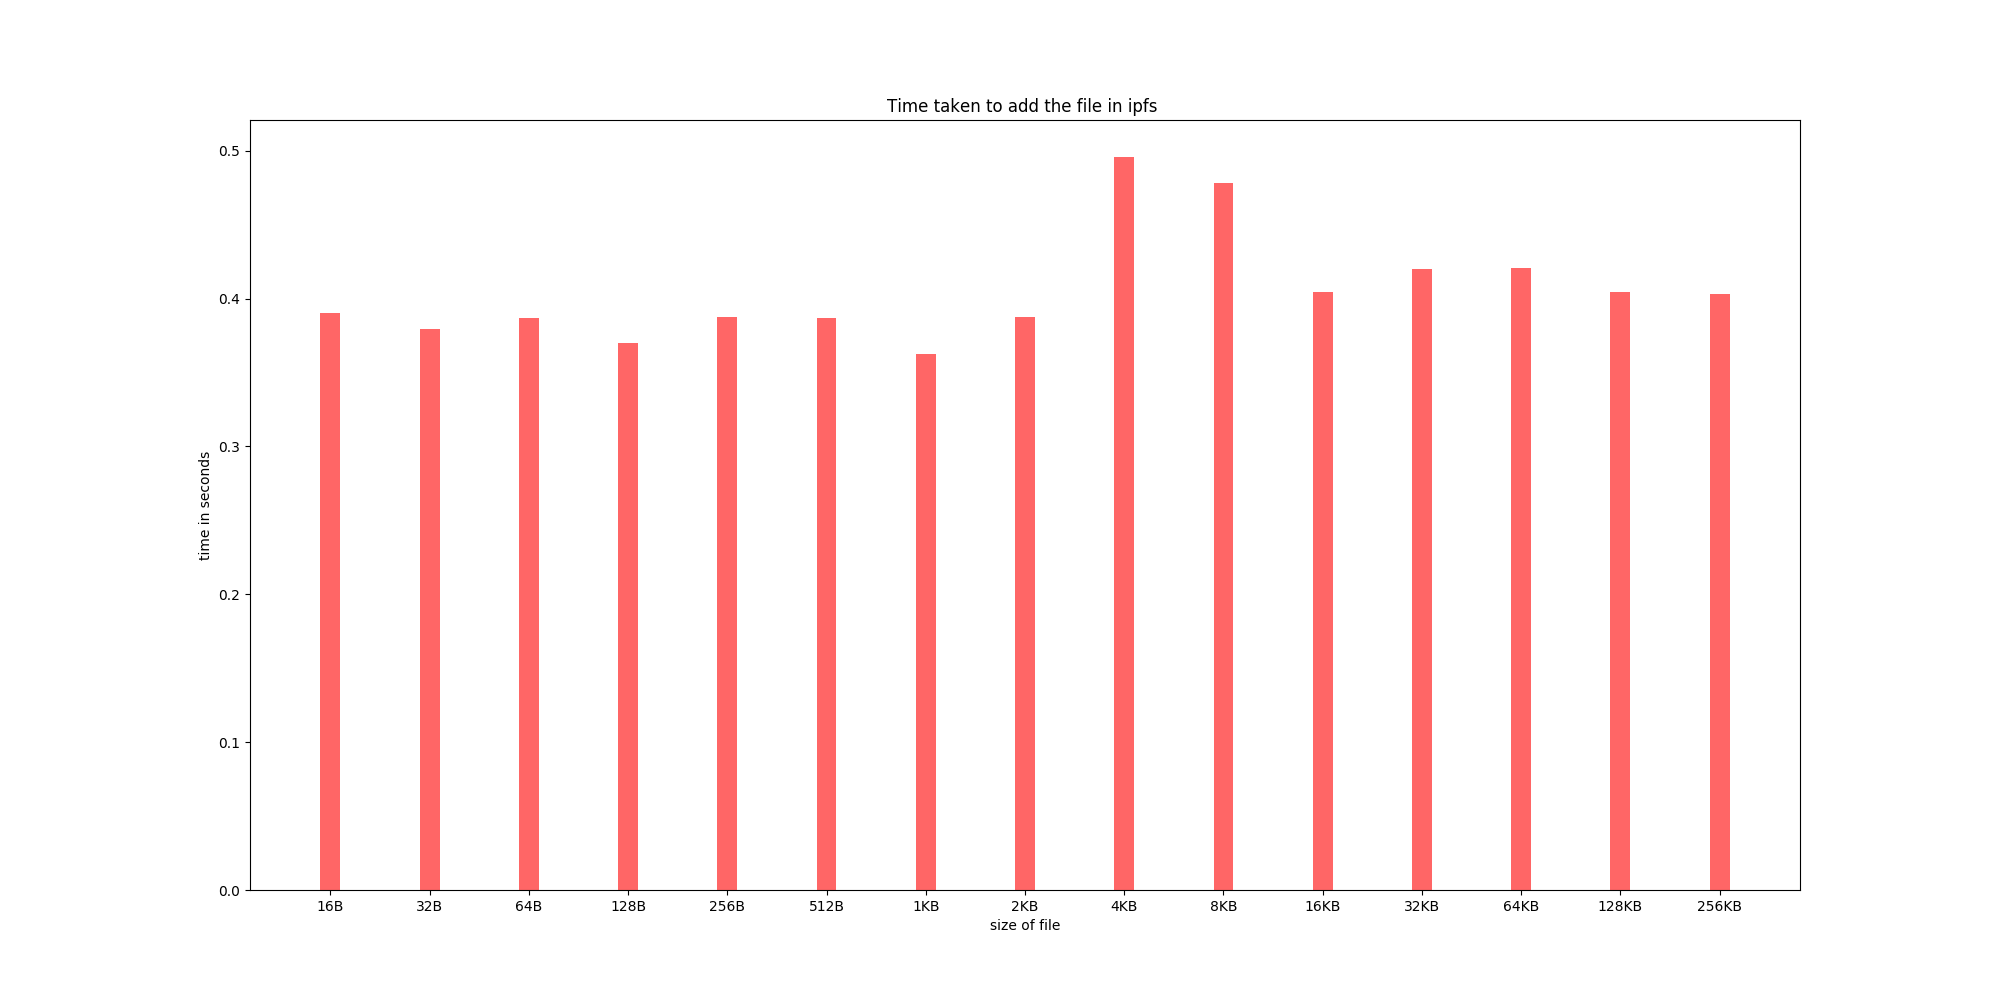 Time taken to add the file in ipfs
0.5
0.4
0.3
0.2
0.1
0.0
time in seconds
16B 32B 64B 128B 256B 512B 1KB 2KB 4KB 8KB 16KB 32KB 64KB 128KB 256KB
size of file